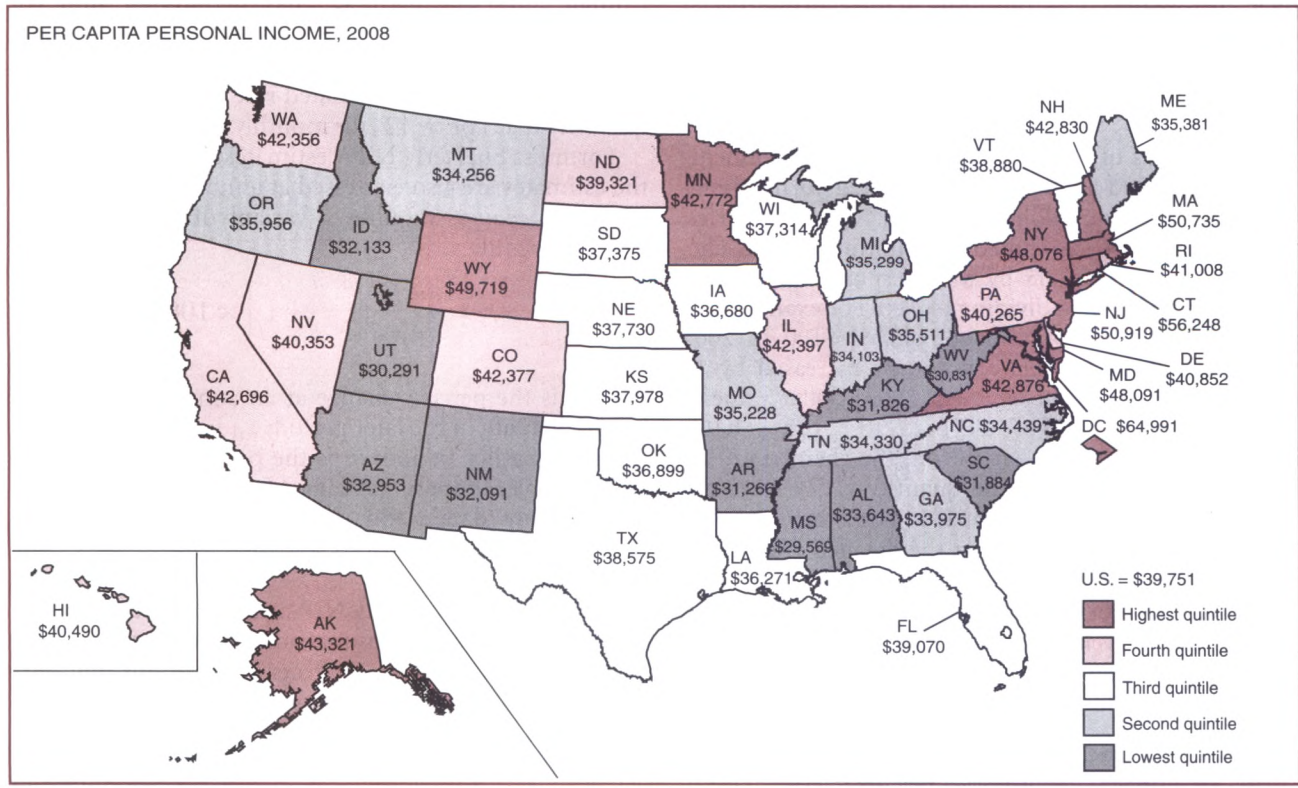 PER CAPITA PERSONAL INCOME, 2008
WA
$42,356
OR
$35,956
CA
$42,696
NV
$40,353
ID
$32,133
MT
$34,256
WY
$49,719
UT
$30,291
AZ
$32,953
CO
$42,377
NM
$32,091
ND
$39,321
SD
$37,375
NE
$37,730
KS
$37,978
OK
$36,899
TX
$38,575
MN
$42,772
IA
$36,680
MO
$35,228
AR
$31,266
LA
$36,271
WI
$37,314
IL
$42,397
MI
$35,299
IN
$34,103
OH
$35,511
KY
$31,826
TN $34,330
MS
$29,569
AL
$33,643
GA
$33,975
FL
$39,070
SC
$31,884
NC $34,439
VA
$42,876
WV
$30,831
PA
$40,265
NY
$48,076
VT
$38,880
NH
$42,830
ME
$35,381
MA
$50,735
RI
$41,008
CT
$56,248
NJ
$50,919
DE
$40,852
MD
$48,091
DC $64,991
HI
$40,490
AK
$43,321
U.S. = $39,751
Highest quintile
Fourth quintile
Third quintile
Second quintile
Lowest quintile